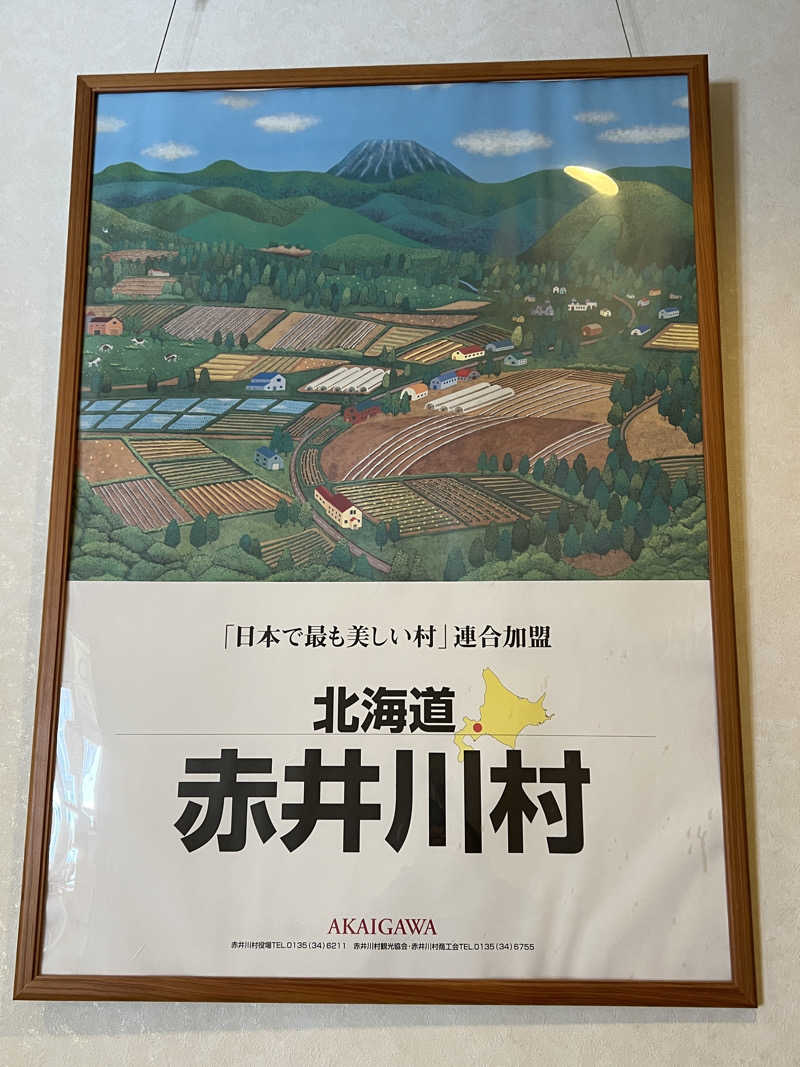 「日本で最も美しい村」連合加盟
北海道
赤井川村
AKAIGAWA
赤井川村役場TEL.0135(34)6211 赤井川村観光協会・赤井川村商工会TEL.0135(34)6755